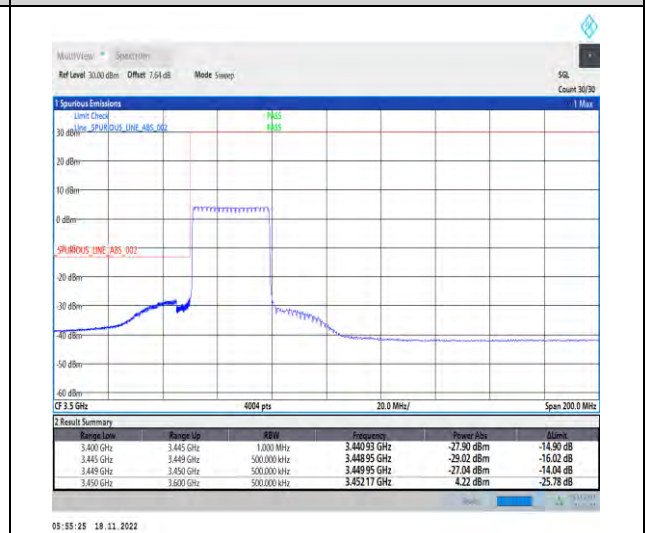 MultiView Spectrum
Ref Level 30.00 dBm Offset 7.64 dB Mode Sweep SGL
Count 30/30
1 Spurious Emissions 1 Max
Limit Check PASS
Line _SPURIOUS_LINE_ABS_002 PASS
30 dBm
20 dBm
10 dBm
0 dBm
_SPURIOUS_LINE_ABS_002
-20 dBm
-30 dBm
-40 dBm
-50 dBm
-60 dBm
CF 3.5 GHz 4004 pts 20.0 MHz/ Span 200.0 MHz
2 Result Summary
Range Low Range Up RBW Frequency Power Abs ΔLimit
3.400 GHz 3.445 GHz 1.000 MHz 3.440 93 GHz -27.90 dBm -14.90 dB
3.445 GHz 3.449 GHz 500.000 kHz 3.448 95 GHz -29.02 dBm -16.02 dB
3.449 GHz 3.450 GHz 500.000 kHz 3.449 95 GHz -27.04 dBm -14.04 dB
3.450 GHz 3.600 GHz 500.000 kHz 3.452 17 GHz 4.22 dBm -25.78 dB
05:55:25 18.11.2022